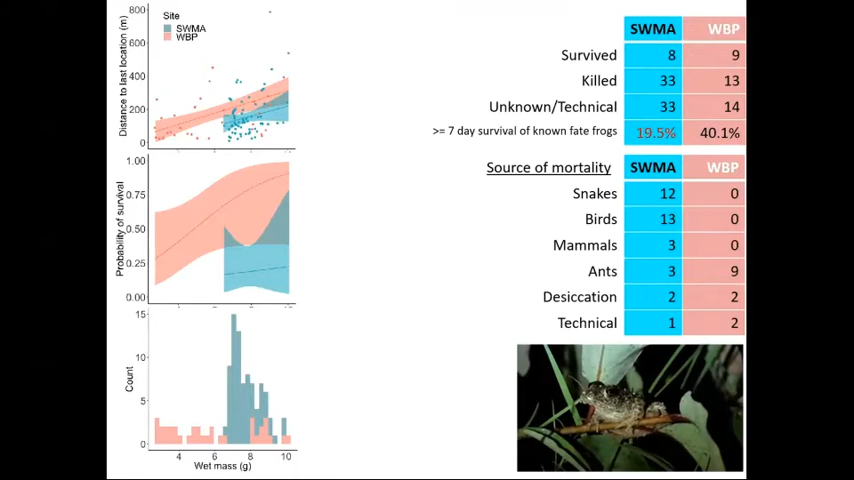 800
600
400
200
0
Distance to last location (m)
Site
SWMA
WBP
1.00
0.75
0.50
0.25
0.00
Probability of survival
15
10
5
0
Count
4 6 8 10
Wet mass (g)
SWMA WBP
Survived 8 9
Killed 33 13
Unknown/Technical 33 14
>= 7 day survival of known fate frogs 19.5% 40.1%
Source of mortality SWMA WBP
Snakes 12 0
Birds 13 0
Mammals 3 0
Ants 3 9
Desiccation 2 2
Technical 1 2